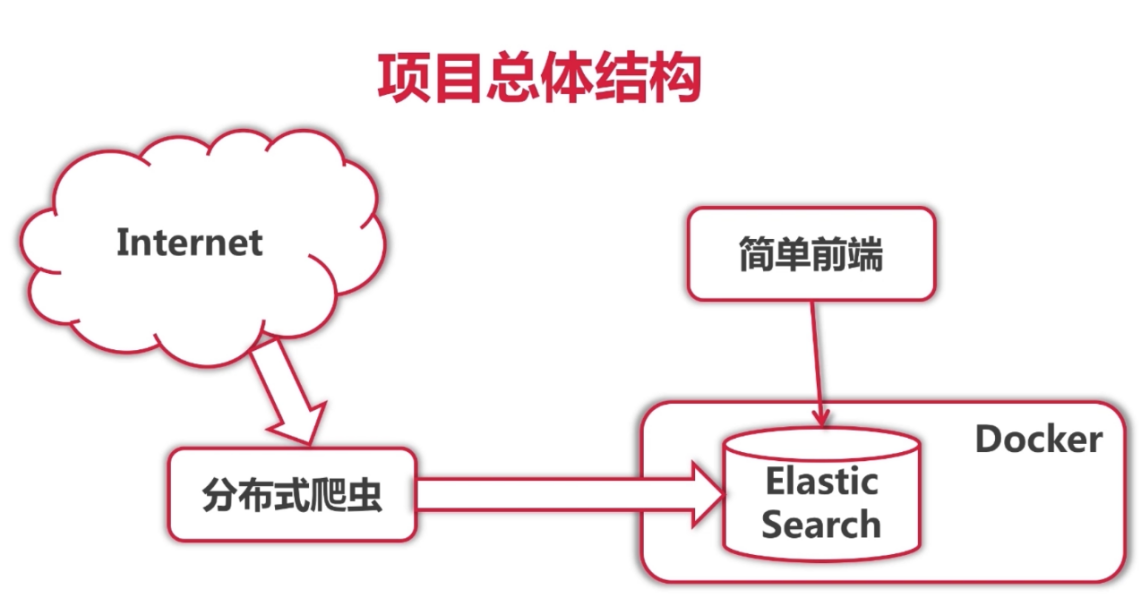 项目总体结构
Internet
简单前端
Docker
Elastic
Search
分布式爬虫